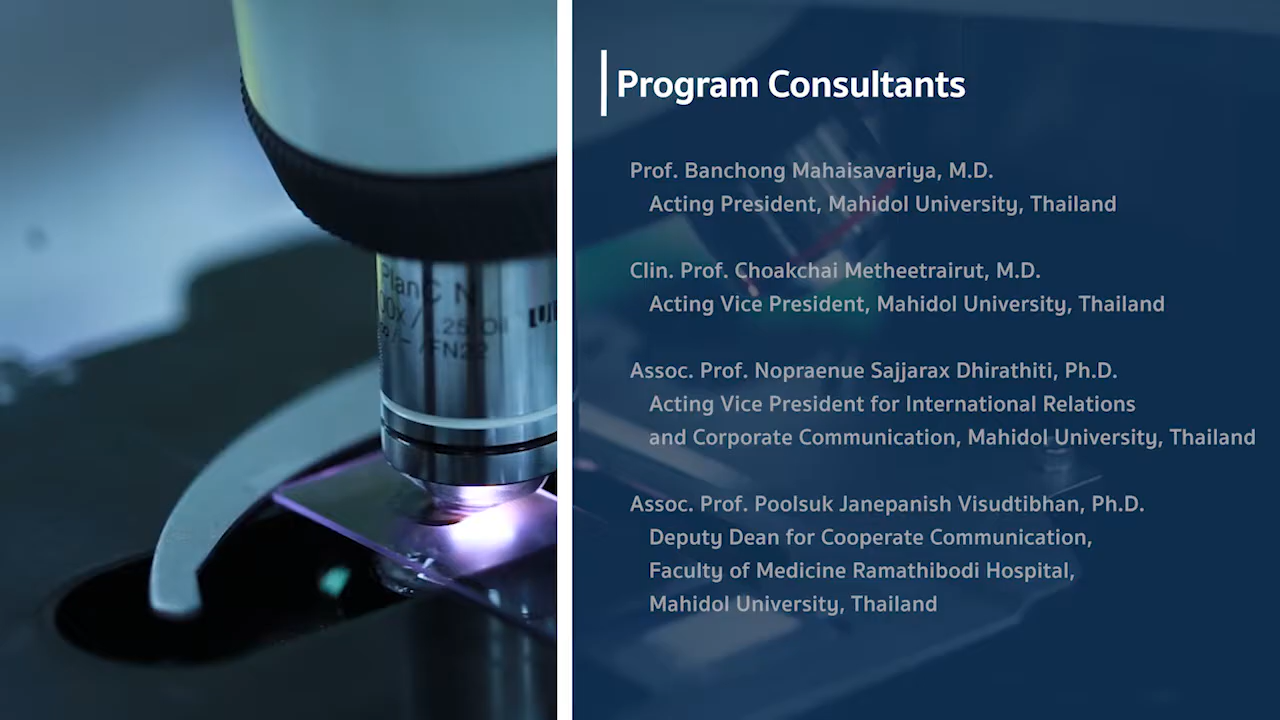 Program Consultants
Prof. Banchong Mahaisavariya, M.D.
Acting President, Mahidol University, Thailand
Clin. Prof. Choakchai Metheetrairut, M.D.
Acting Vice President, Mahidol University, Thailand
Assoc. Prof. Nopraenue Sajjarax Dhirathiti, Ph.D.
Acting Vice President for International Relations
and Corporate Communication, Mahidol University, Thailand
Assoc. Prof. Poolsuk Janepanish Visudtibhan, Ph.D.
Deputy Dean for Cooperate Communication,
Faculty of Medicine Ramathibodi Hospital,
Mahidol University, Thailand
PlanC N
/FN22